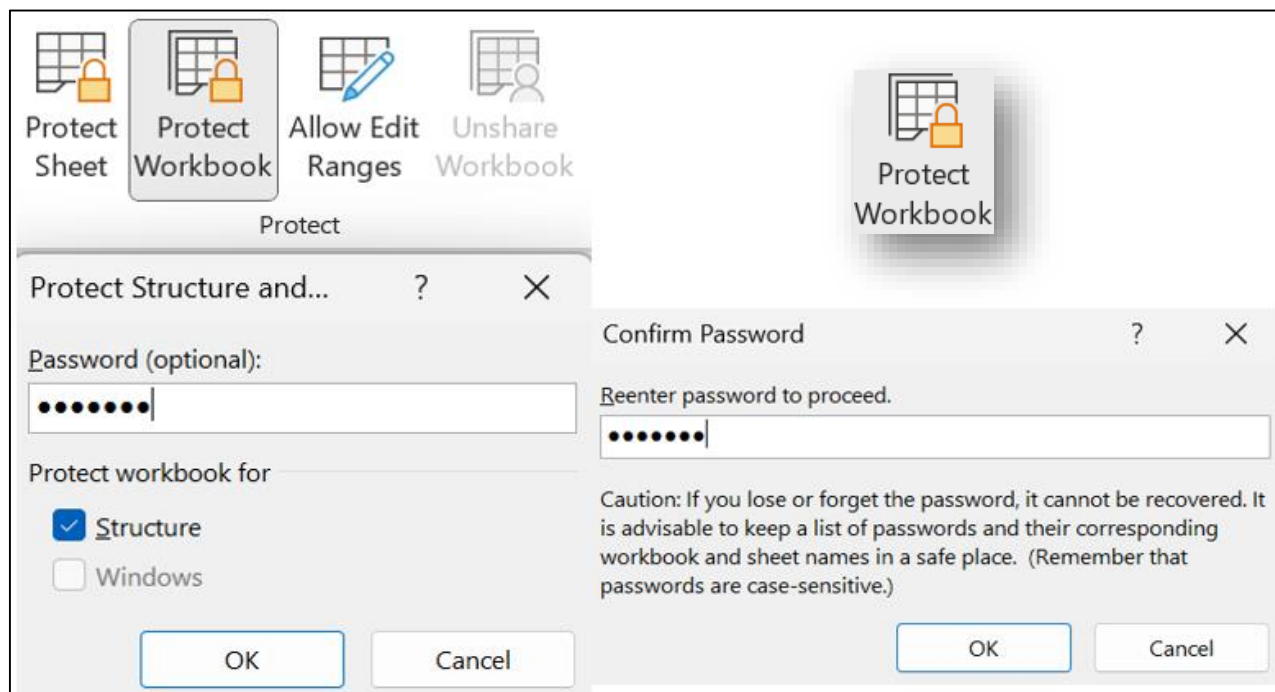 Protect Sheet
Protect Workbook
Allow Edit Ranges
Unshare Workbook
Protect
Protect Workbook
Protect Structure and...
?
Password (optional):
•••••••
Protect workbook for
Structure
Windows
OK
Cancel
Confirm Password
?
Reenter password to proceed.
•••••••
Caution: If you lose or forget the password, it cannot be recovered. It
is advisable to keep a list of passwords and their corresponding
workbook and sheet names in a safe place. (Remember that
passwords are case-sensitive.)
OK
Cancel